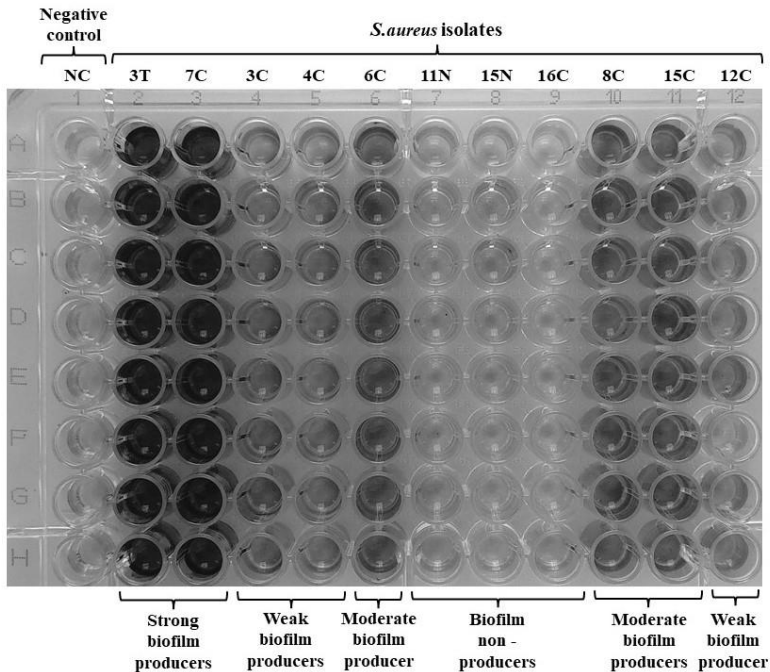 Negative
control
S.aureus isolates
NC 3T 7C 3C 4C 6C 11N 15N 16C 8C 15C 12C
1 2 3 4 5 6 7 8 9 10 11 12
A
B
C
D
E
F
G
H
Strong
biofilm
producers
Weak
biofilm
producers
Moderate
biofilm
producer
Biofilm
non -
producers
Moderate
biofilm
producers
Weak
biofilm
producer